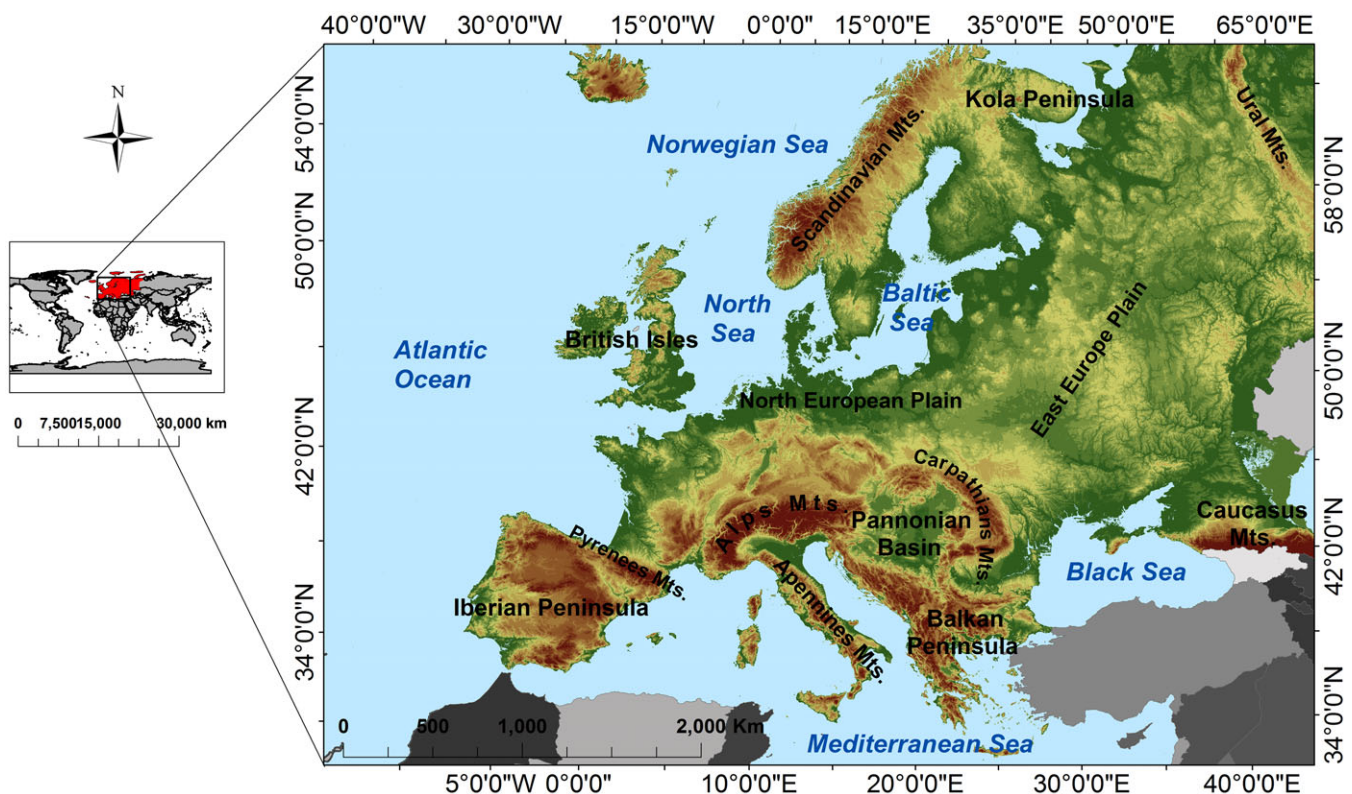 40°0'0"W 30°0'0"W 15°0'0"W 0°0'0" 15°0'0"E 35°0'0"E 50°0'0"E 65°0'0"E
N
54°0'0"N
50°0'0"N
42°0'0"N
34°0'0"N
58°0'0"N
50°0'0"N
42°0'0"N
34°0'0"N
Kola Peninsula
Ural Mts.
Norwegian Sea
Scandinavian Mts.
North
Sea
Baltic
Sea
British Isles
Atlantic
Ocean
East Europe Plain
North European Plain
Carpathians Mts.
Alps Mts.
Pannonian
Basin
Caucasus
Mts.
Pyrenees Mts.
Apennines Mts.
Black Sea
Iberian Peninsula
Balkan
Peninsula
Mediterranean Sea
0 7,50015,000 30,000 km
0 500 1,000 2,000 Km
5°0'0"W 0°0'0" 10°0'0"E 20°0'0"E 30°0'0"E 40°0'0"E